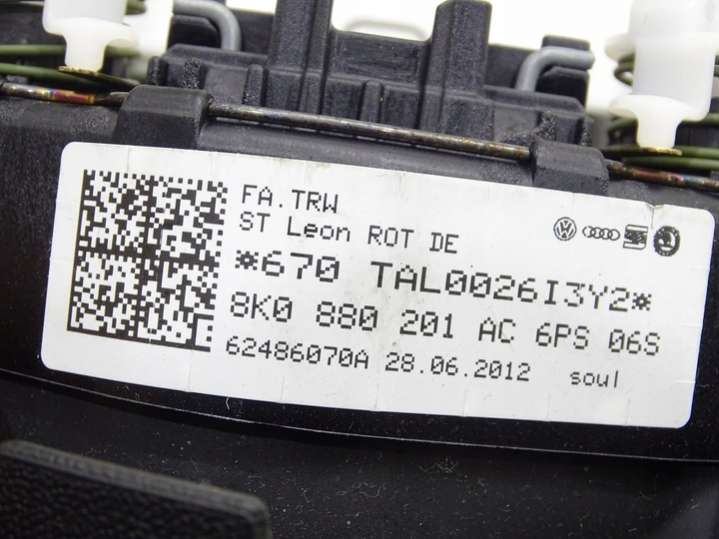 FA.TRW
ST Leon ROT DE
*670 TAL0026I3Y2*
8K0 880 201 AC 6PS 06S
62486070A 28.06.2012 soul